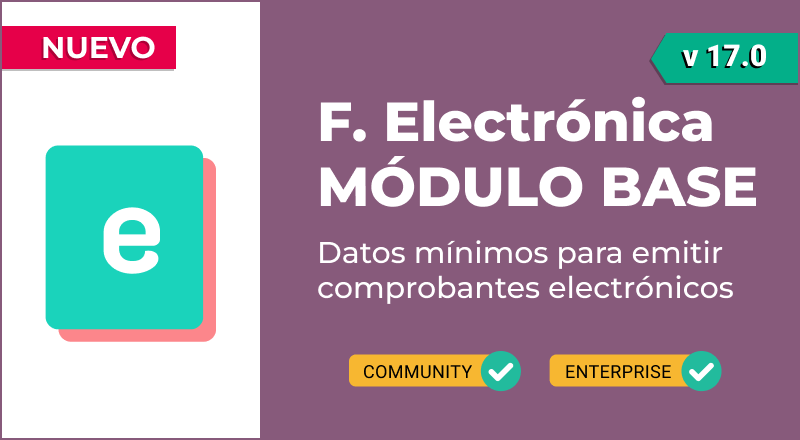 NUEVO
v 17.0
e
F. Electrónica
MÓDULO BASE
Datos mínimos para emitir
comprobantes electrónicos
COMMUNITY
ENTERPRISE